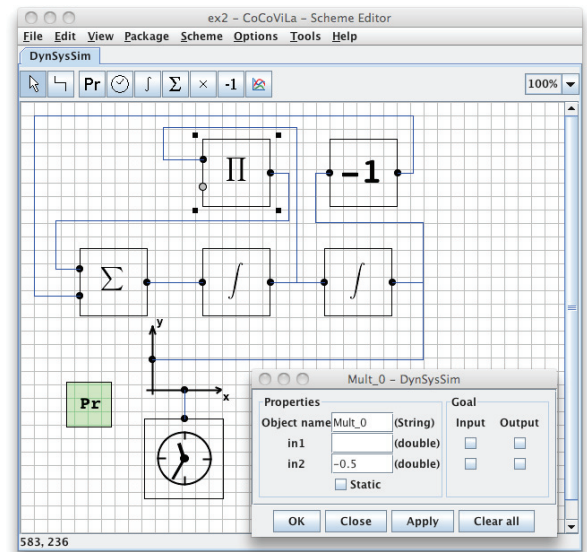 ex2 – CoCoViLa – Scheme Editor
File Edit View Package Scheme Options Tools Help
DynSysSim
Pr ∫ Σ × -1 100%
Π -1
Σ ∫ ∫
y
x
Pr
Mult_0 – DynSysSim
Properties Goal
Object name Mult_0 (String) Input Output
in1 (double)
in2 -0.5 (double)
Static
OK Close Apply Clear all
583, 236